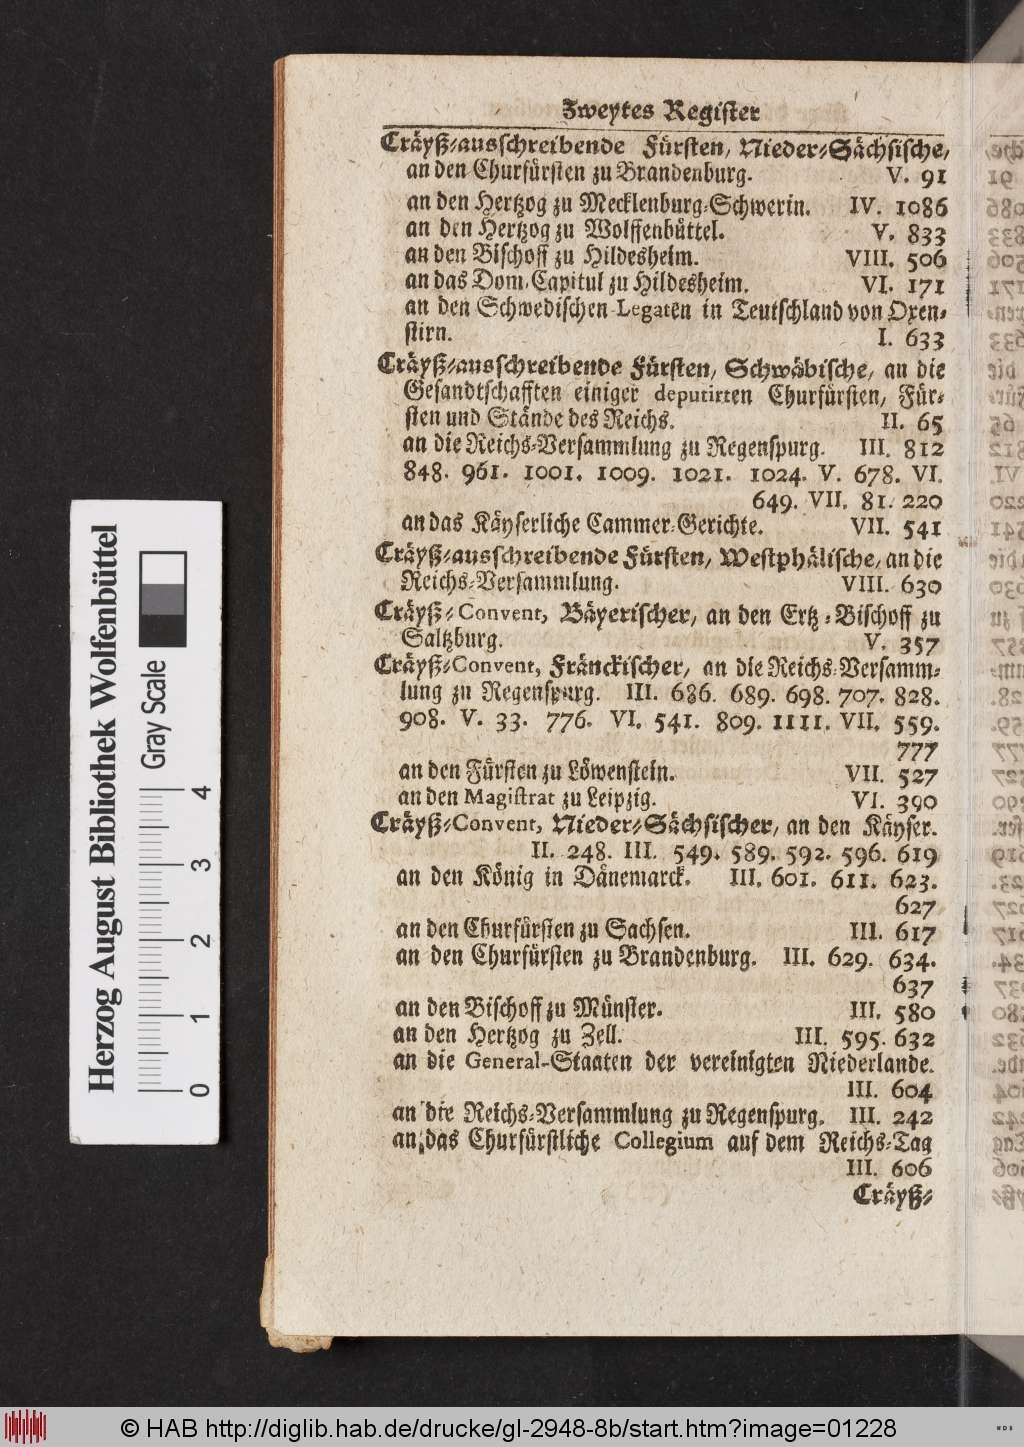 Zweytes Register
Cräyß-ausschreibende Fürsten, Nieder-Sächsische,
an den Churfürsten zu Brandenburg. V. 91
an den Hertzog zu Mecklenburg-Schwerin. IV. 1086
an den Hertzog zu Wolffenbüttel. V. 833
an den Bischoff zu Hildesheim. VIII. 506
an das Dom-Capitul zu Hildesheim. VI. 171
an den Schwedischen Legaten in Teutschland von Oxen-
stirn. I. 633
Cräyß-ausschreibende Fürsten, Schwäbische, an die
Gesandtschafften einiger deputirten Churfürsten, Für-
sten und Stände des Reichs. II. 65
an die Reichs-Versammlung zu Regenspurg. III. 812
848. 961. 1001. 1009. 1021. 1024. V. 678. VI.
649. VII. 81. 220
an das Käyserliche Cammer-Gerichte. VII. 541
Cräyß-ausschreibende Fürsten, Westphälische, an die
Reichs-Versammlung. VIII. 630
Cräyß-Convent, Bäyerischer, an den Ertz-Bischoff zu
Saltzburg. V. 357
Cräyß-Convent, Fränckischer, an die Reichs-Versamm-
lung zu Regenspurg. III. 686. 689. 698. 707. 828.
908. V. 33. 776. VI. 541. 809. 1111. VII. 559.
777
an den Fürsten zu Löwenstein. VII. 527
an den Magistrat zu Leipzig. VI. 390
Cräyß-Convent, Nieder-Sächsischer, an den Käyser.
II. 248. III. 549. 589. 592. 596. 619
an den König in Dänemarck. III. 601. 611. 623.
627
an den Churfürsten zu Sachsen. III. 617
an den Churfürsten zu Brandenburg. III. 629. 634.
637
an den Bischoff zu Münster. III. 580
an den Hertzog zu Zell. III. 595. 632
an die General-Staaten der vereinigten Niederlande.
III. 604
an die Reichs-Versammlung zu Regenspurg. III. 242
an das Churfürstliche Collegium auf dem Reichs-Tag
III. 606
Cräyß-
Herzog August Bibliothek Wolfenbüttel
Gray Scale
0 1 2 3 4
© HAB http://diglib.hab.de/drucke/gl-2948-8b/start.htm?image=01228